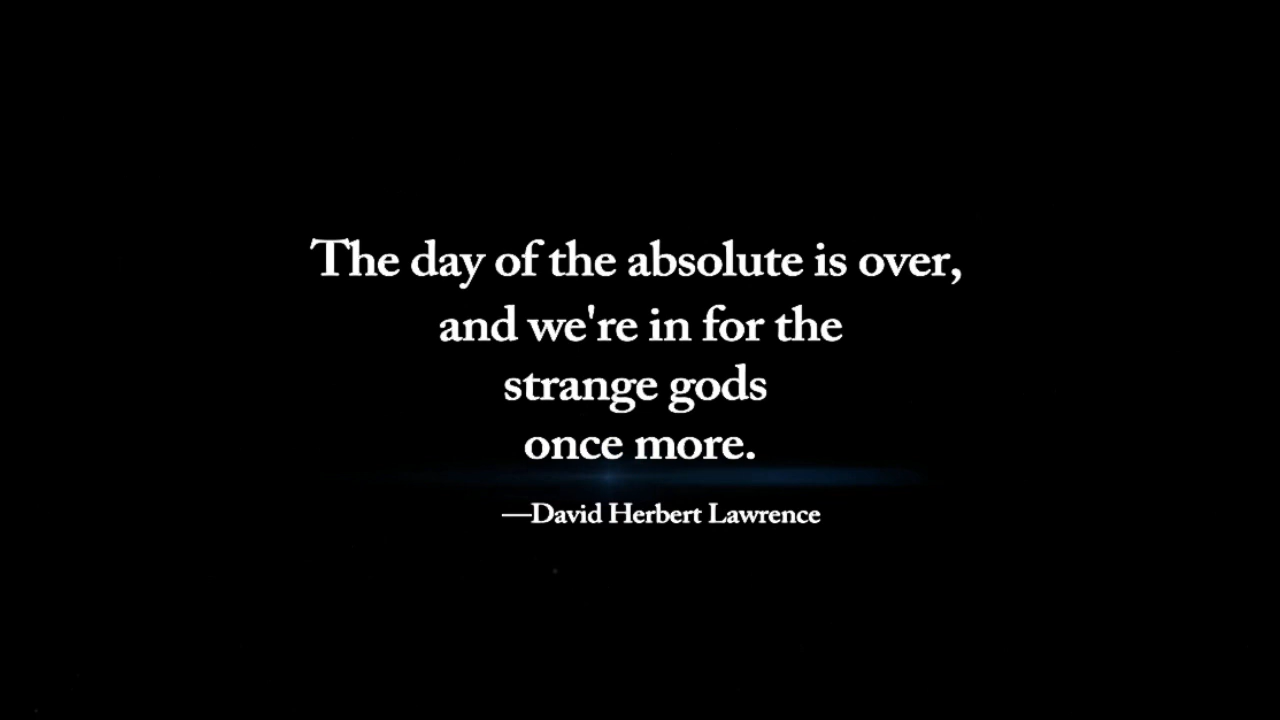 The day of the absolute is over,
and we're in for the
strange gods
once more.
—David Herbert Lawrence